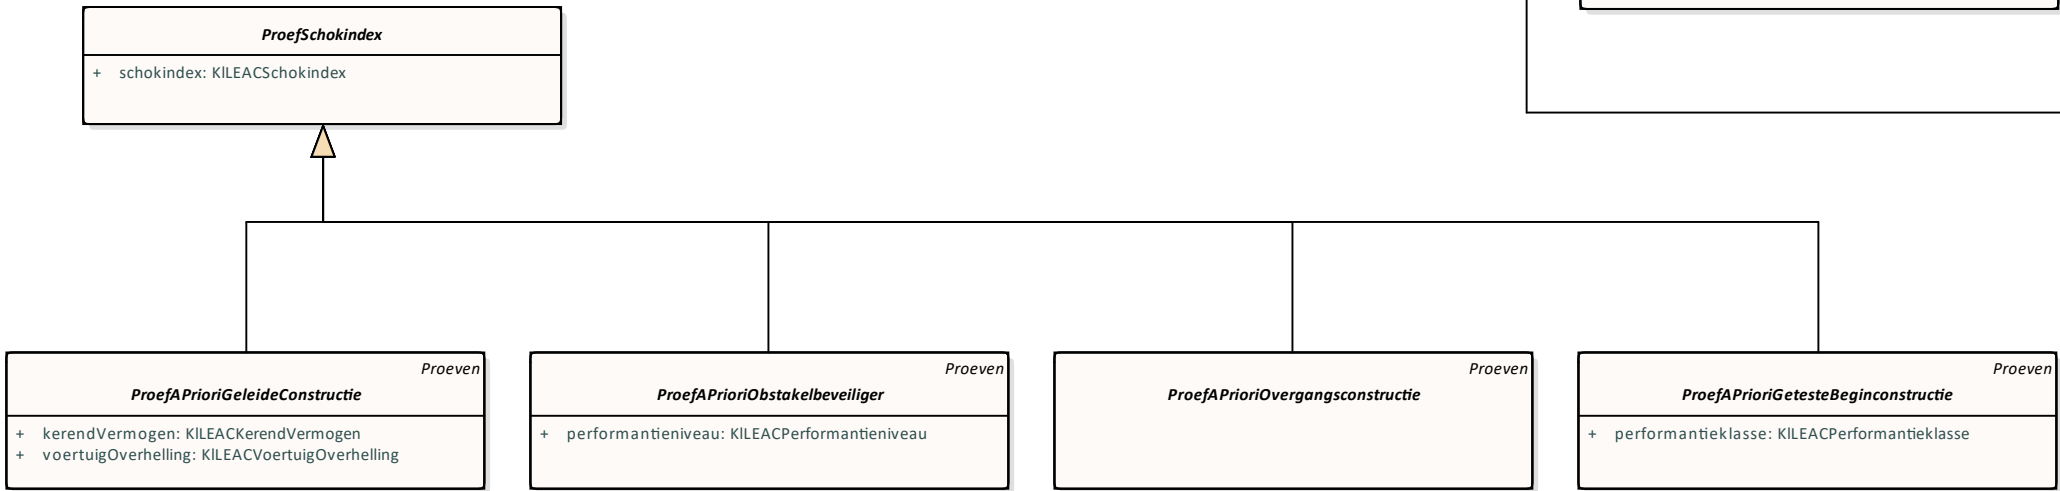 ProefSchokindex
+ schokindex: KlLEACSchokindex
Proeven
ProefAPrioriGeleideConstructie
+ kerendVermogen: KlLEACKerendVermogen
+ voertuigOverhelling: KlLEACVoertuigOverhelling
Proeven
ProefAPrioriObstakelbeveiliger
+ performantieniveau: KlLEACPerformantieniveau
Proeven
ProefAPrioriOvergangsconstructie
Proeven
ProefAPrioriGetesteBeginconstructie
+ performantieklasse: KlLEACPerformantieklasse